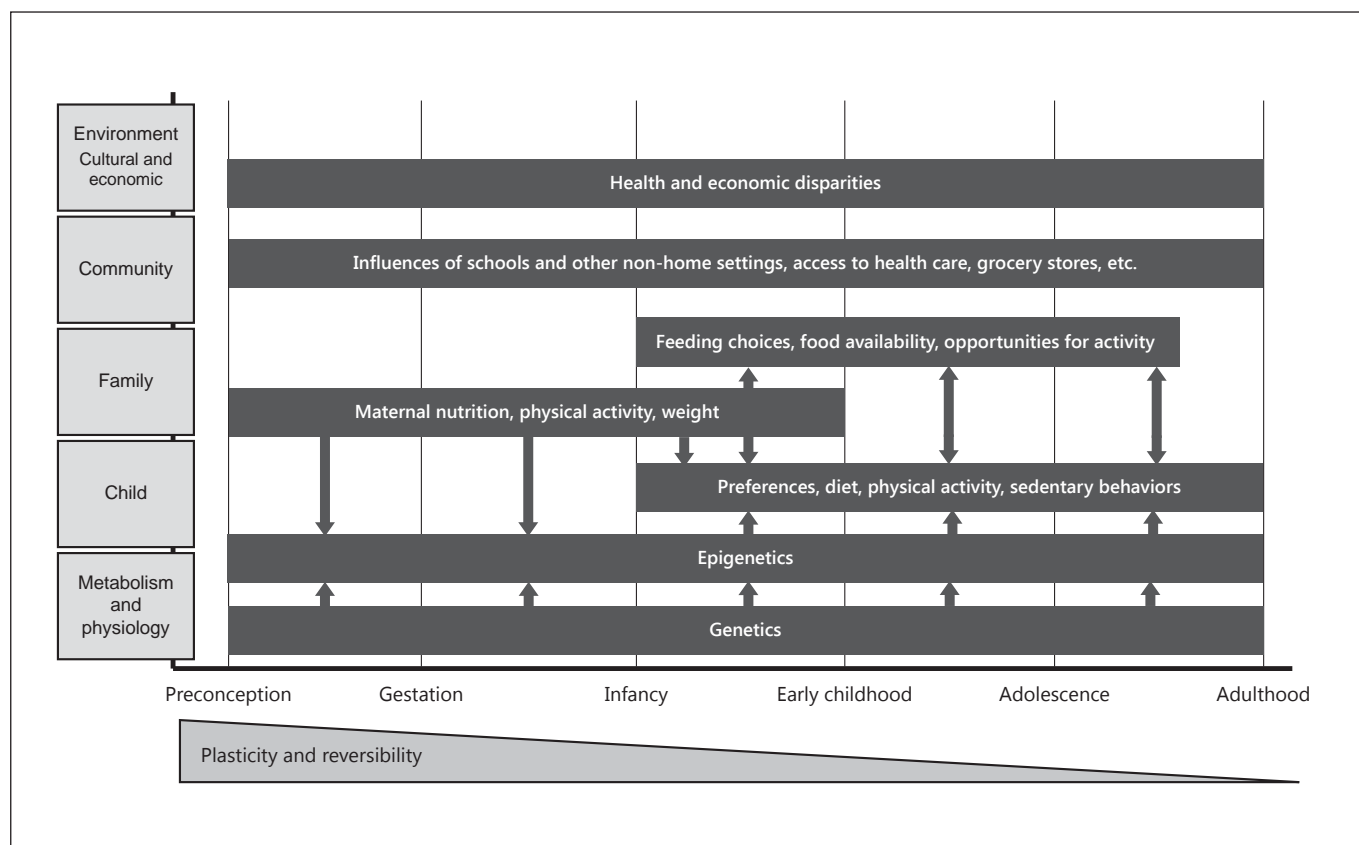 Environment
Cultural and
economic
Health and economic disparities
Community
Influences of schools and other non-home settings, access to health care, grocery stores, etc.
Family
Feeding choices, food availability, opportunities for activity
Maternal nutrition, physical activity, weight
Child
Preferences, diet, physical activity, sedentary behaviors
Epigenetics
Metabolism
and
physiology
Genetics
Preconception Gestation Infancy Early childhood Adolescence Adulthood
Plasticity and reversibility